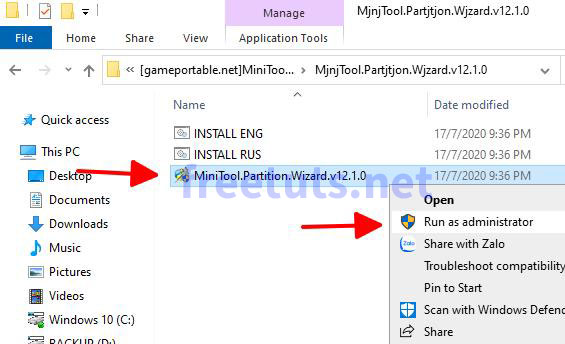 Manage
MjnjTool.Partjtjon.Wjzard.v12.1.0
File
Home
Share
View
Application Tools
« [gameportable.net]MiniToo... > MjnjTool.Partjtjon.Wjzard.v12.1.0
Name
Date modified
Quick access
INSTALL ENG
17/7/2020 9:36 PM
This PC
INSTALL RUS
17/7/2020 9:36 PM
Desktop
MiniTool.Partition.Wizard.v12.1.0
17/7/2020 9:36 PM
freetuts.net
Documents
Open
Downloads
Run as administrator
Music
Zalo
Share with Zalo
Pictures
Troubleshoot compatibility
Videos
Pin to Start
Windows 10 (C:)
Scan with Windows Defend
BACKUP (D:)
Share